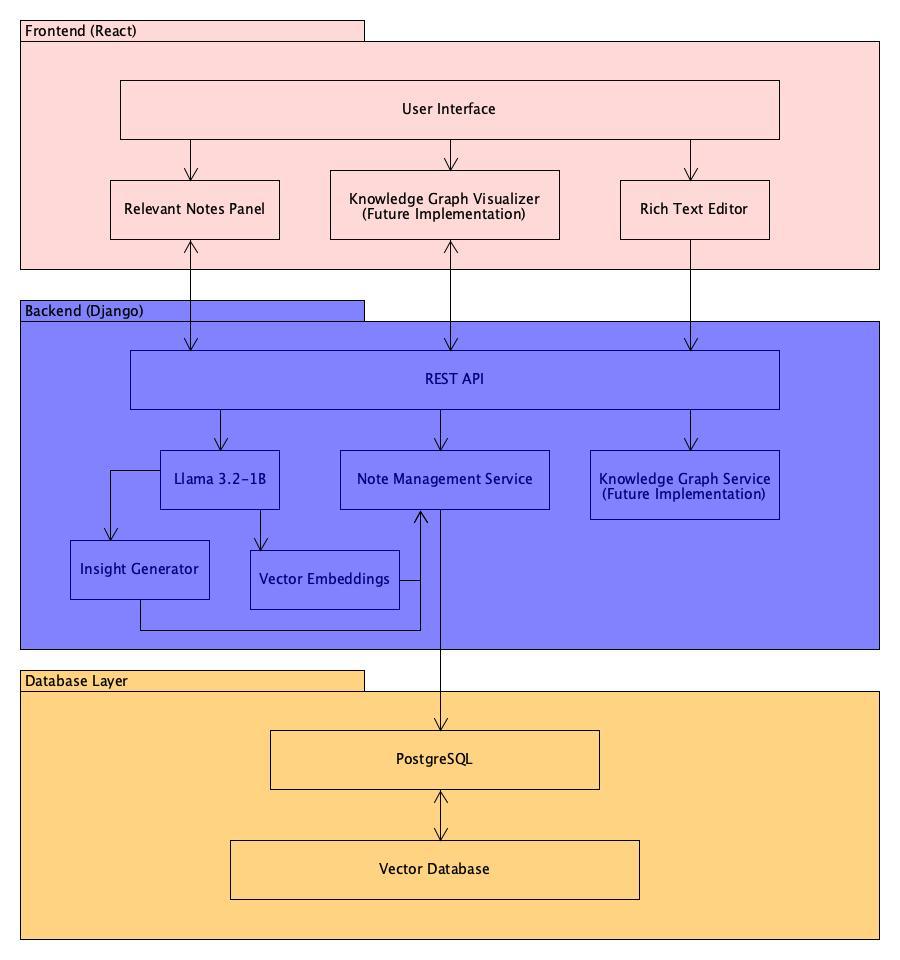 Frontend (React)
User Interface
Relevant Notes Panel
Knowledge Graph Visualizer
(Future Implementation)
Rich Text Editor
Backend (Django)
REST API
Llama 3.2-1B
Note Management Service
Knowledge Graph Service
(Future Implementation)
Insight Generator
Vector Embeddings
Database Layer
PostgreSQL
Vector Database